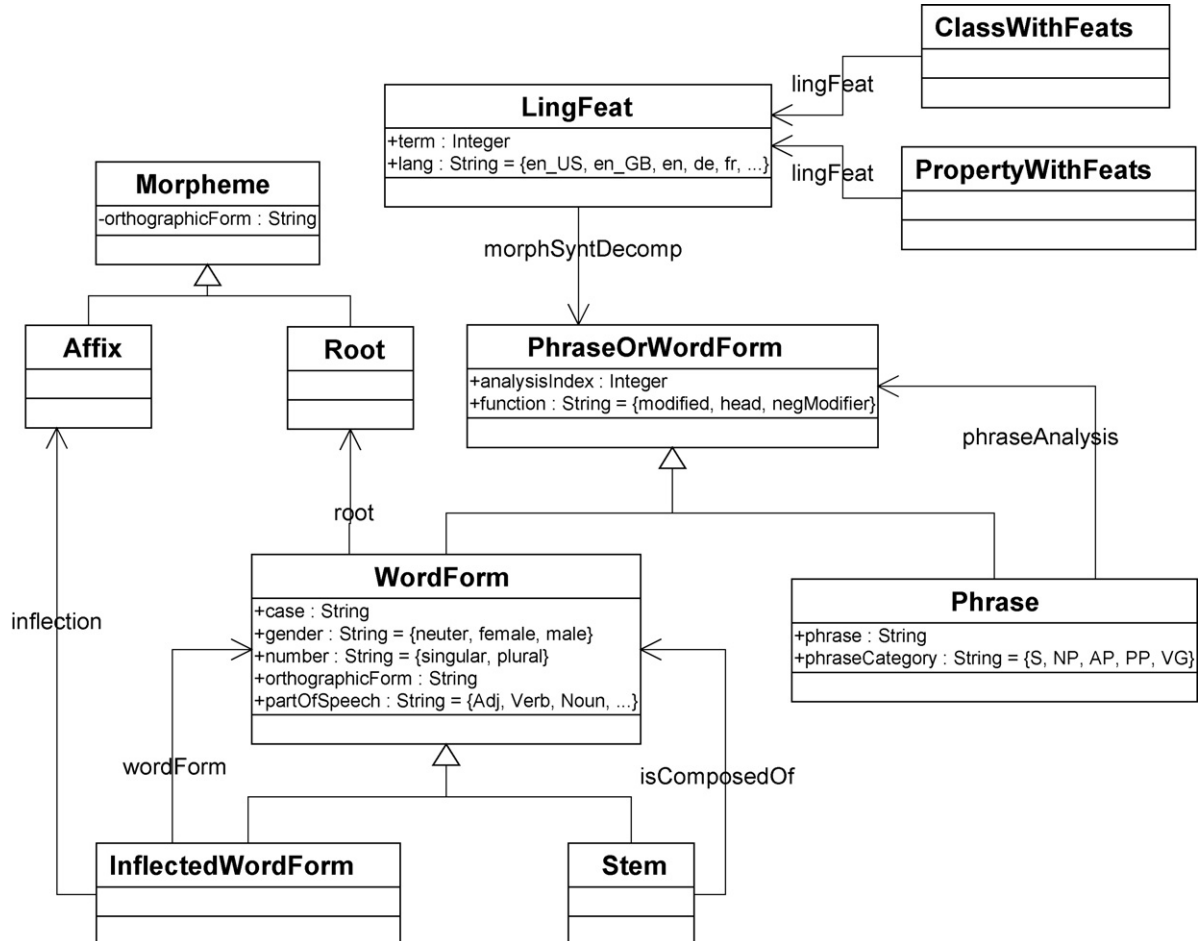 ClassWithFeats
lingFeat
LingFeat
+term : Integer
+lang : String = {en_US, en_GB, en, de, fr, ...}
lingFeat
PropertyWithFeats
Morpheme
-orthographicForm : String
morphSyntDecomp
Affix
Root
PhraseOrWordForm
+analysisIndex : Integer
+function : String = {modified, head, negModifier}
phraseAnalysis
root
WordForm
+case : String
+gender : String = {neuter, female, male}
+number : String = {singular, plural}
+orthographicForm : String
+partOfSpeech : String = {Adj, Verb, Noun, ...}
Phrase
+phrase : String
+phraseCategory : String = {S, NP, AP, PP, VG}
inflection
wordForm
isComposedOf
InflectedWordForm
Stem